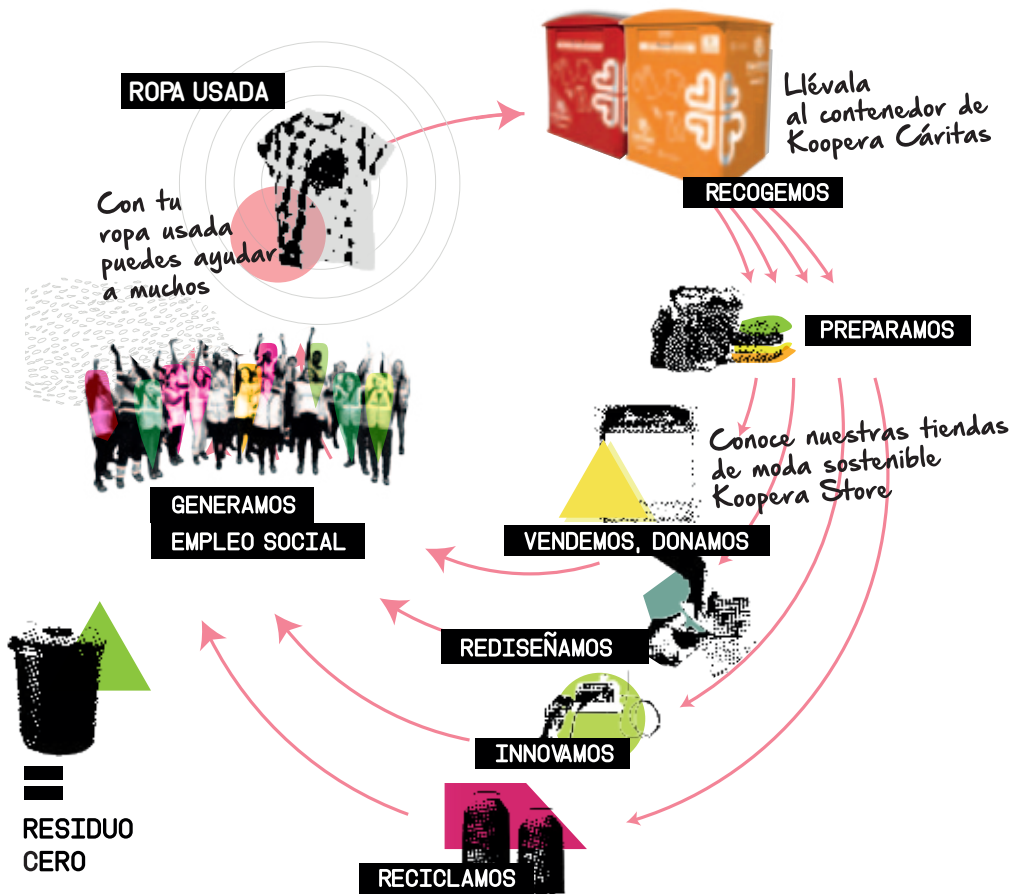 ROPA USADA
Llévala
al contenedor de
Koopera Cáritas
RECOGEMOS
Con tu
ropa usada
puedes ayudar
a muchos
PREPARAMOS
Conoce nuestras tiendas
de moda sostenible
Koopera Store
GENERAMOS
EMPLEO SOCIAL
VENDEMOS, DONAMOS
REDISEÑAMOS
INNOVAMOS
RECICLAMOS
RESIDUO
CERO